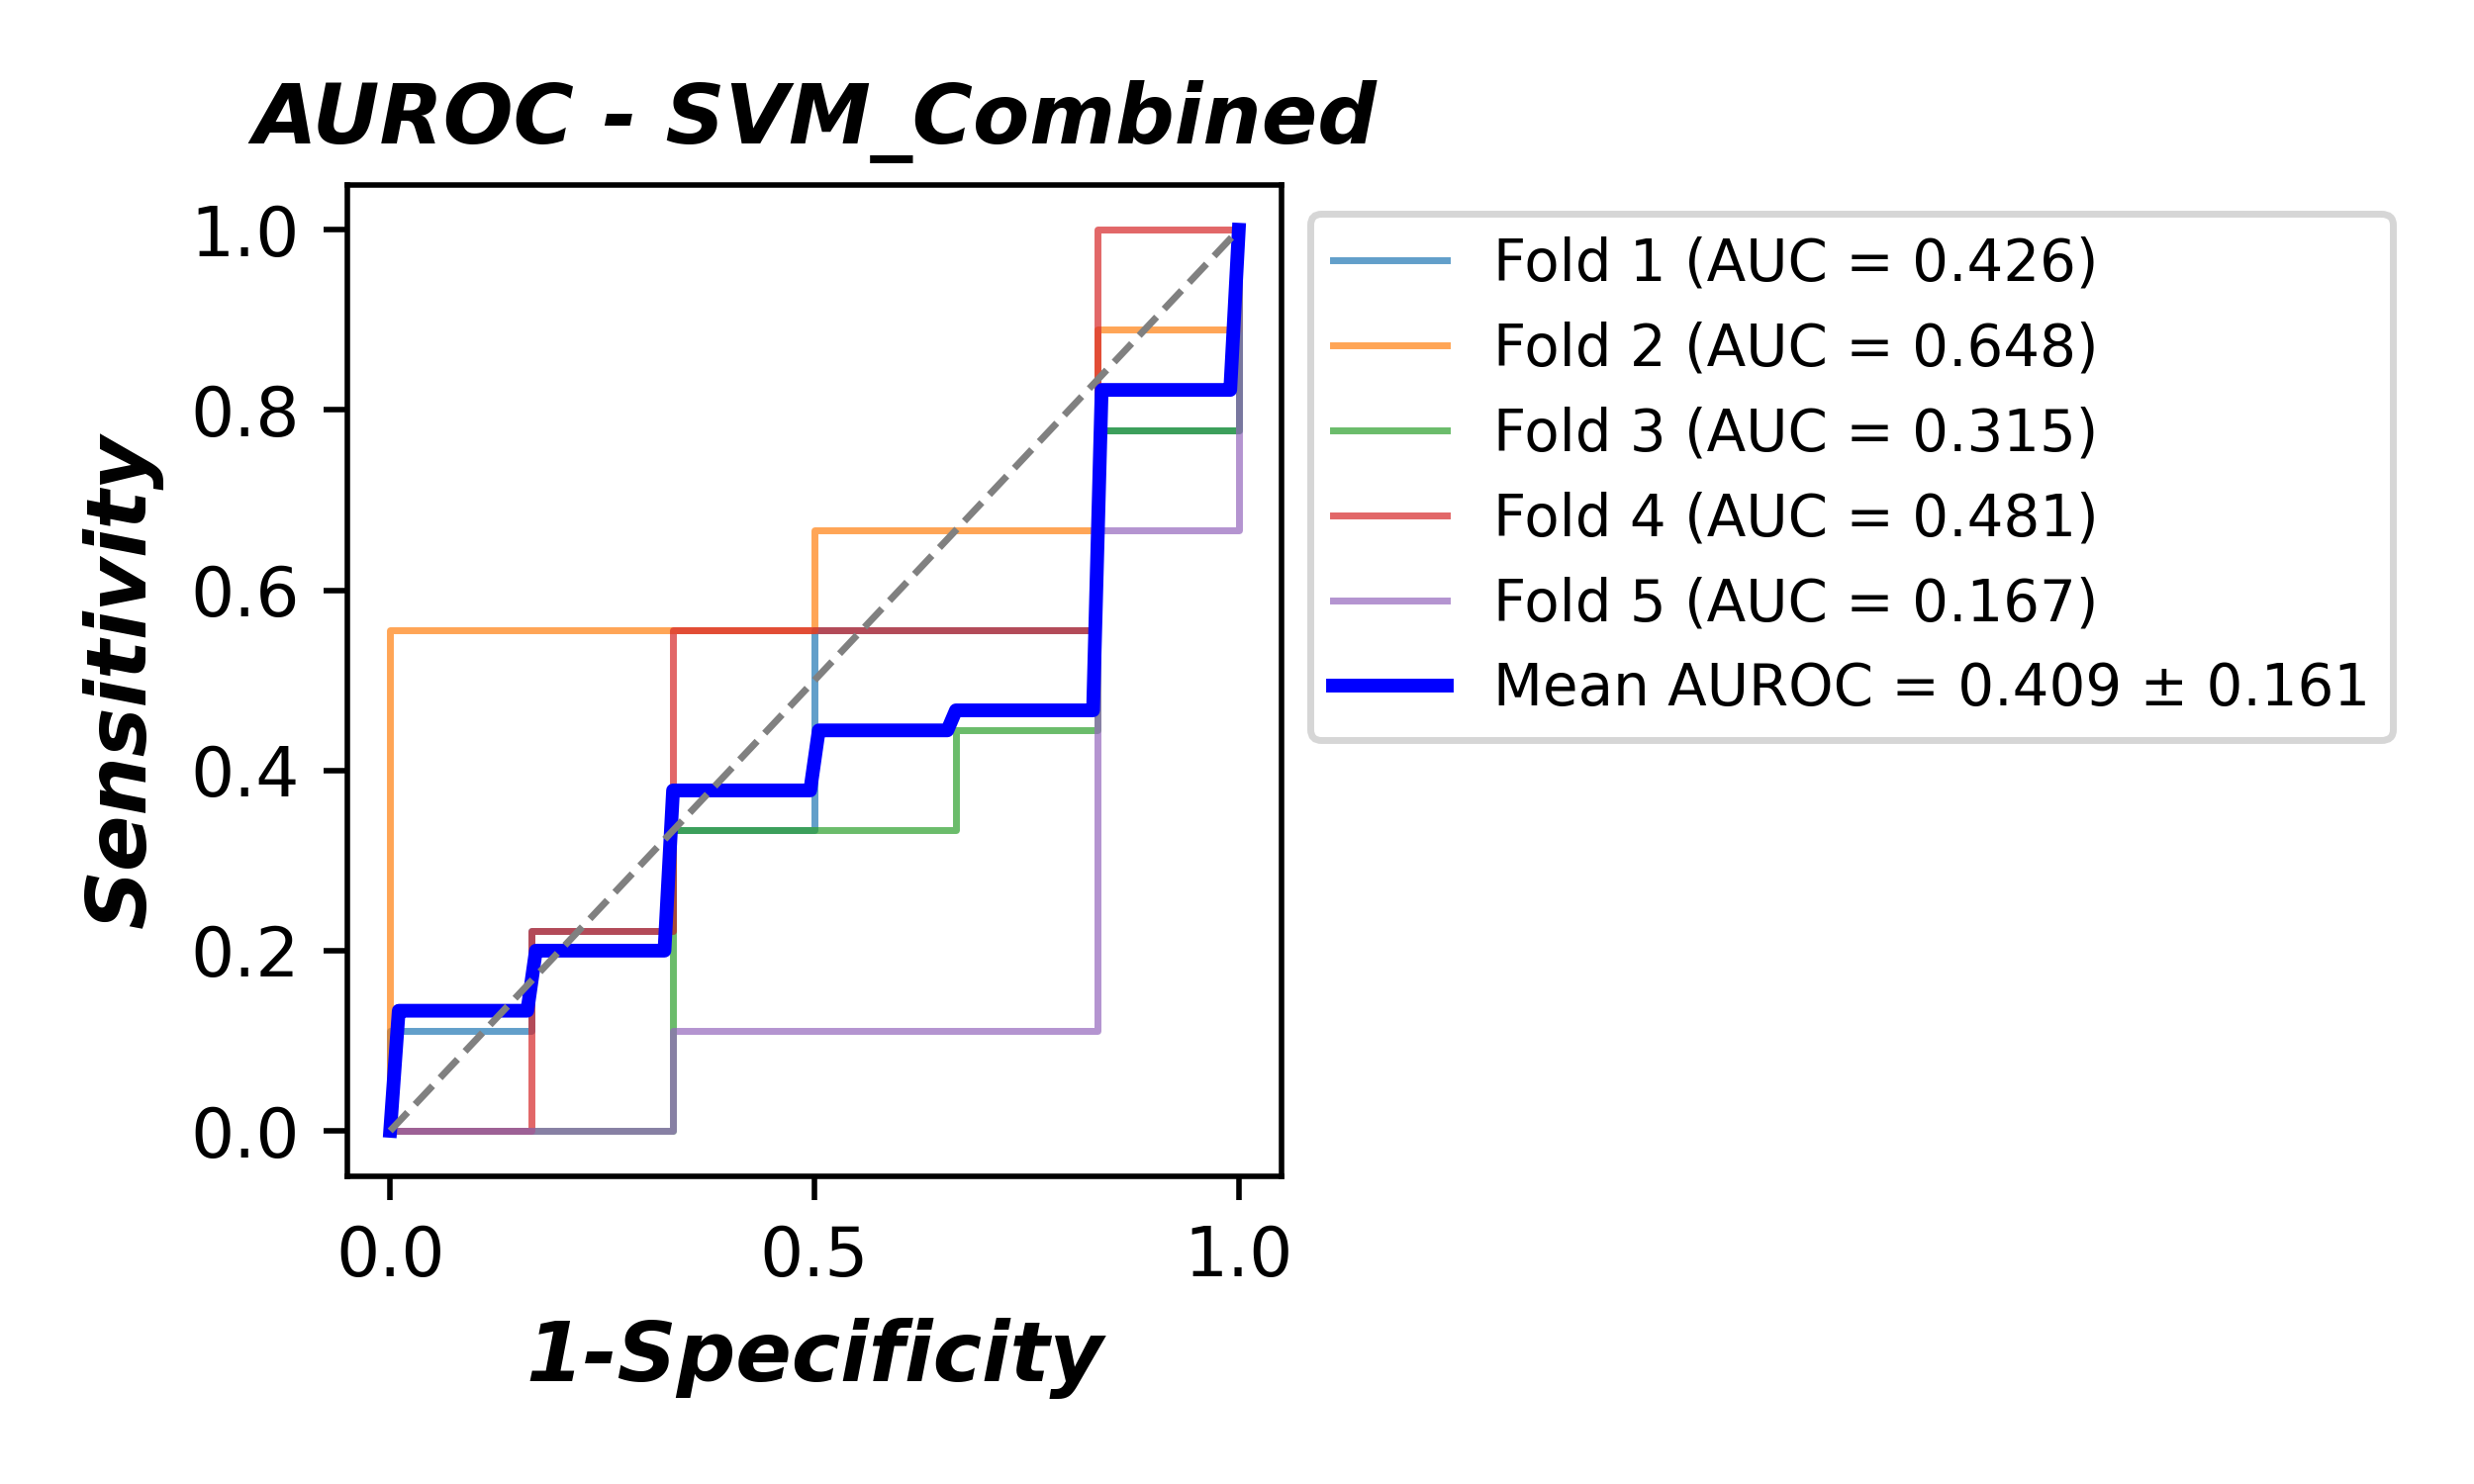 AUROC - SVM_Combined
Sensitivity
1.0
0.8
0.6
0.4
0.2
0.0
0.0 0.5 1.0
1-Specificity
Fold 1 (AUC = 0.426)
Fold 2 (AUC = 0.648)
Fold 3 (AUC = 0.315)
Fold 4 (AUC = 0.481)
Fold 5 (AUC = 0.167)
Mean AUROC = 0.409 ± 0.161